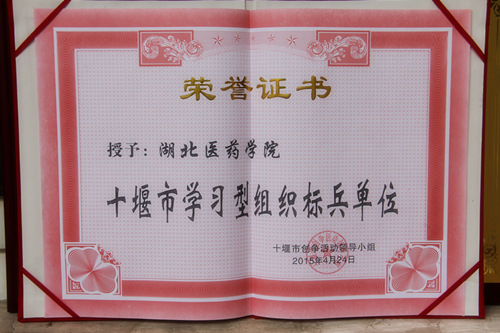 荣誉证书
授予：湖北医药学院
十堰市学习型组织标兵单位
十堰市创争活动领导小组
2015年4月24日